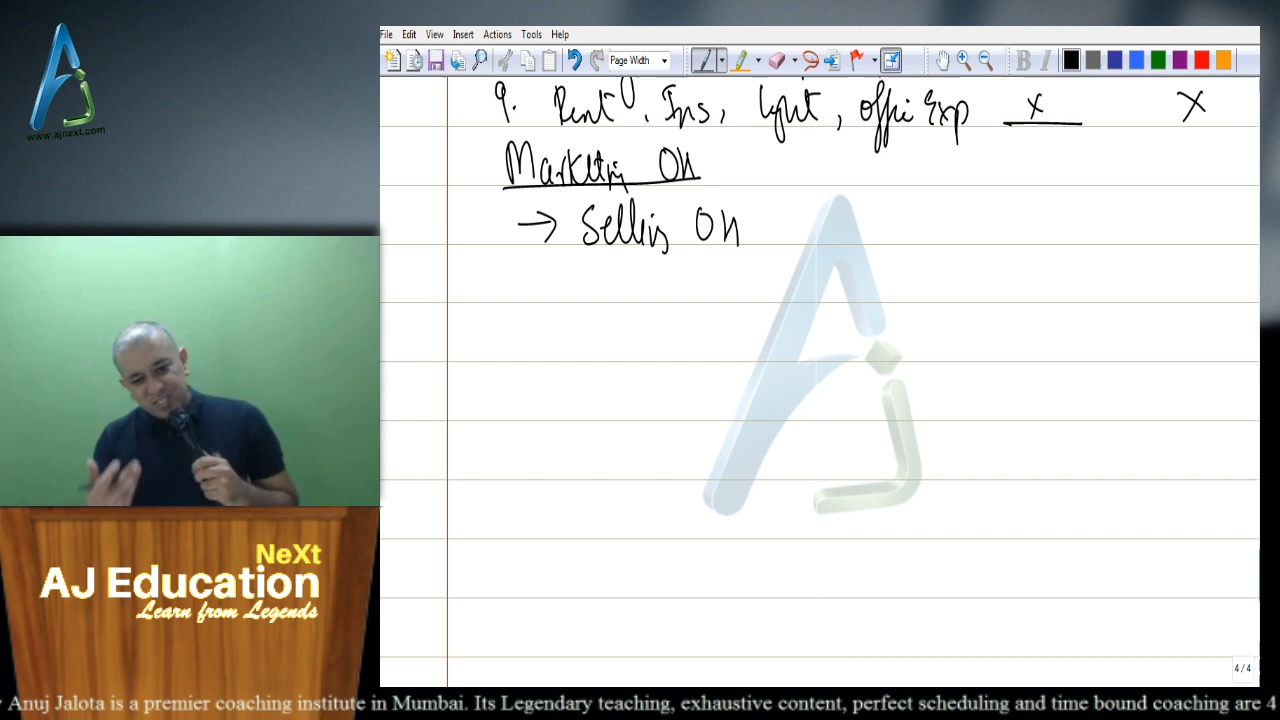 File Edit View Insert Actions Tools Help
Page Width
B I
9. Rent, Ins, light, offic Exp x X
www.ajnext.com
Marketing OH
→ Selling OH
NeXt
AJ Education
Learn from Legends
4/4
Anuj Jalota is a premier coaching institute in Mumbai. Its Legendary teaching, exhaustive content, perfect scheduling and time bound coaching are 4